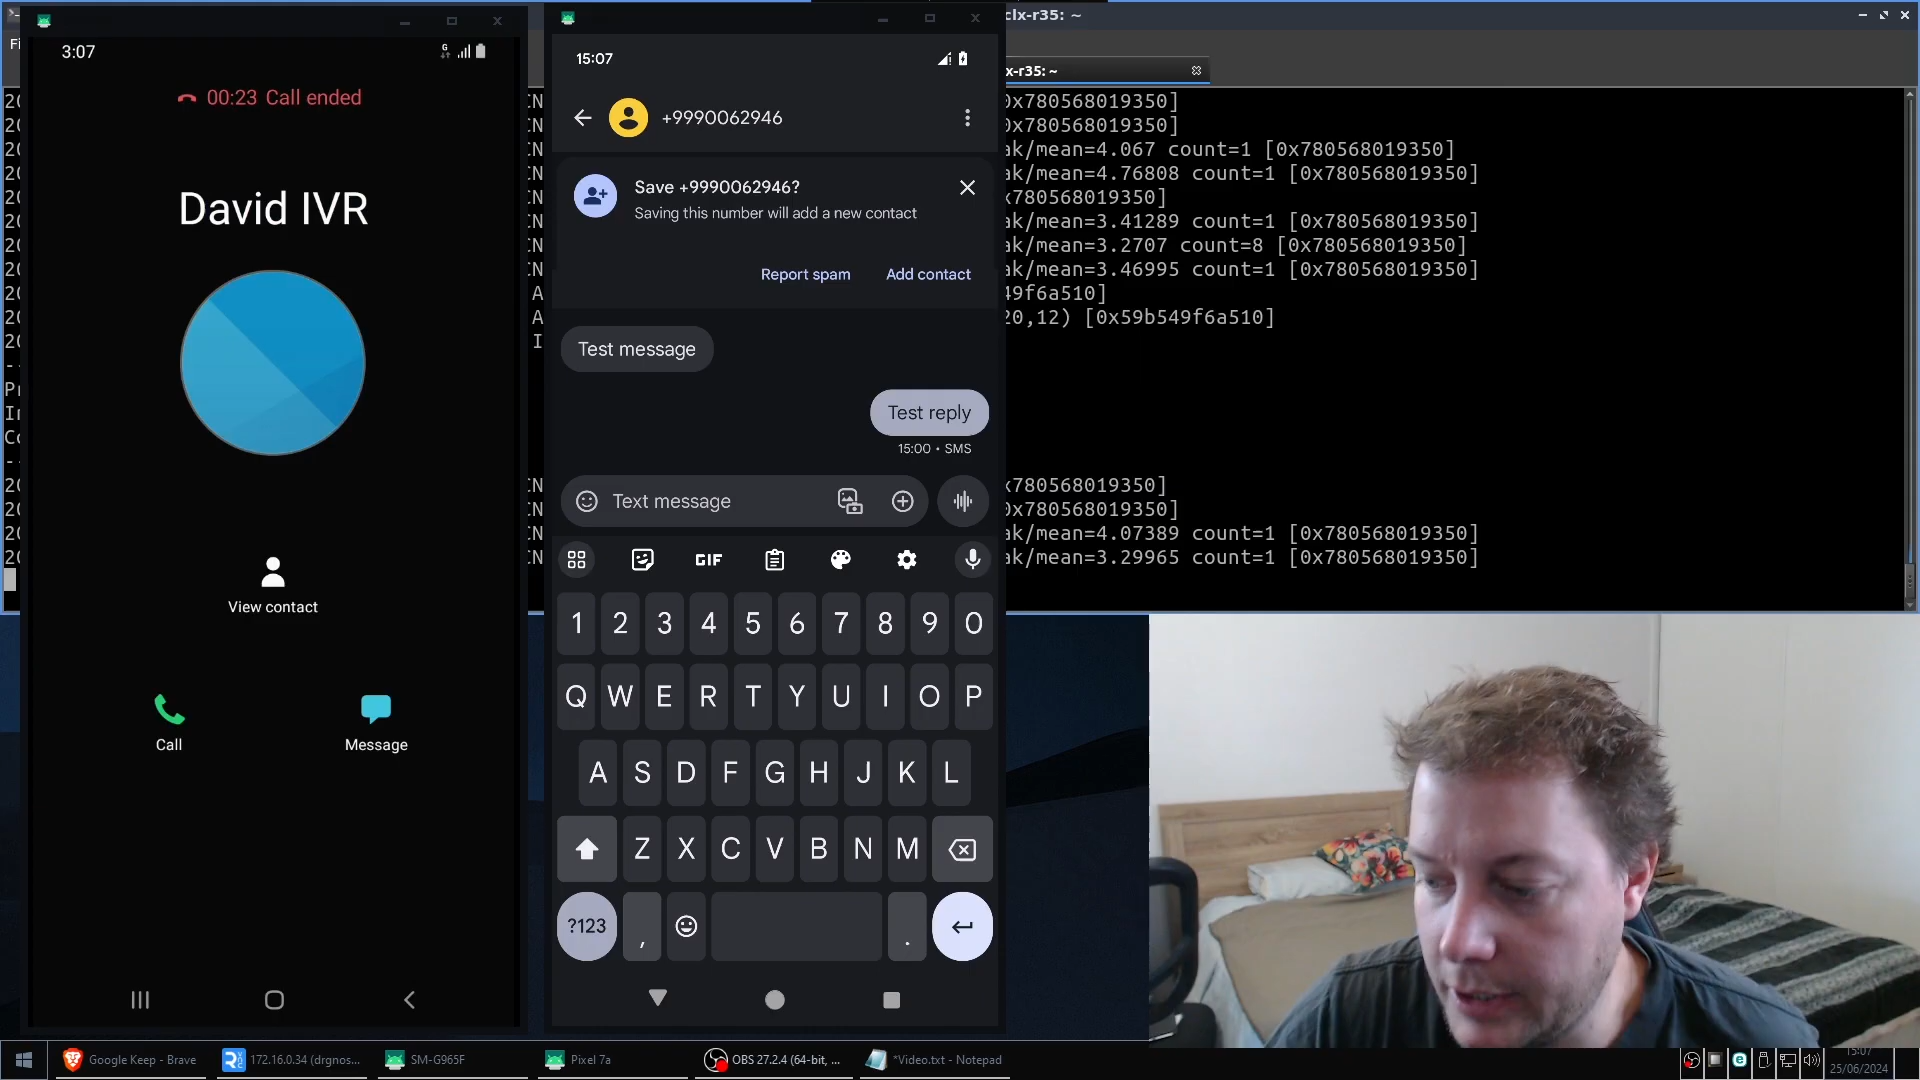 3:07
00:23 Call ended
David IVR
View contact
Call
Message
15:07
+9990062946
Save +9990062946?
Saving this number will add a new contact
Report spam
Add contact
Test message
Test reply
15:00 • SMS
Text message
GIF
1 2 3 4 5 6 7 8 9 0
Q W E R T Y U I O P
A S D F G H J K L
Z X C V B N M
?123 , .
clx-r35: ~
x-r35: ~
0x780568019350]
0x780568019350]
ak/mean=4.067 count=1 [0x780568019350]
ak/mean=4.76808 count=1 [0x780568019350]
x780568019350]
ak/mean=3.41289 count=1 [0x780568019350]
ak/mean=3.2707 count=8 [0x780568019350]
ak/mean=3.46995 count=1 [0x780568019350]
49f6a510]
20,12) [0x59b549f6a510]
x780568019350]
0x780568019350]
ak/mean=4.07389 count=1 [0x780568019350]
ak/mean=3.29965 count=1 [0x780568019350]
Google Keep - Brave
172.16.0.34 (drgnos...
SM-G965F
Pixel 7a
OBS 27.2.4 (64-bit, ...
*Video.txt - Notepad
15:07
25/06/2024